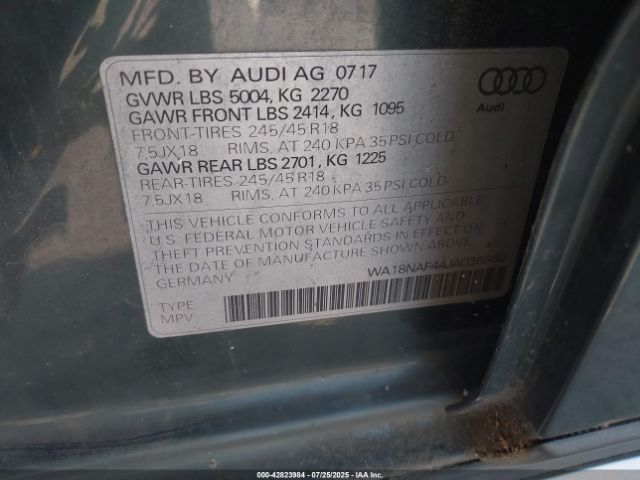 MFD. BY AUDI AG 0717
GVWR LBS 5004, KG 2270
GAWR FRONT LBS 2414, KG 1095
FRONT-TIRES 245/45 R18
7.5JX18 RIMS, AT 240 KPA 35 PSI COLD
GAWR REAR LBS 2701, KG 1225
REAR-TIRES 245/45 R18
7.5JX18 RIMS, AT 240 KPA 35 PSI COLD
THIS VEHICLE CONFORMS TO ALL APPLICABLE
U.S. FEDERAL MOTOR VEHICLE SAFETY AND
THEFT PREVENTION STANDARDS IN EFFECT ON THE
DATE OF MANUFACTURE SHOWN ABOVE.
GERMANY
WA18NAF44JA036560
TYPE:
MPV
Audi
000-42823984 | 07/25/2025 | COPYRIGHT IAA, LLC.